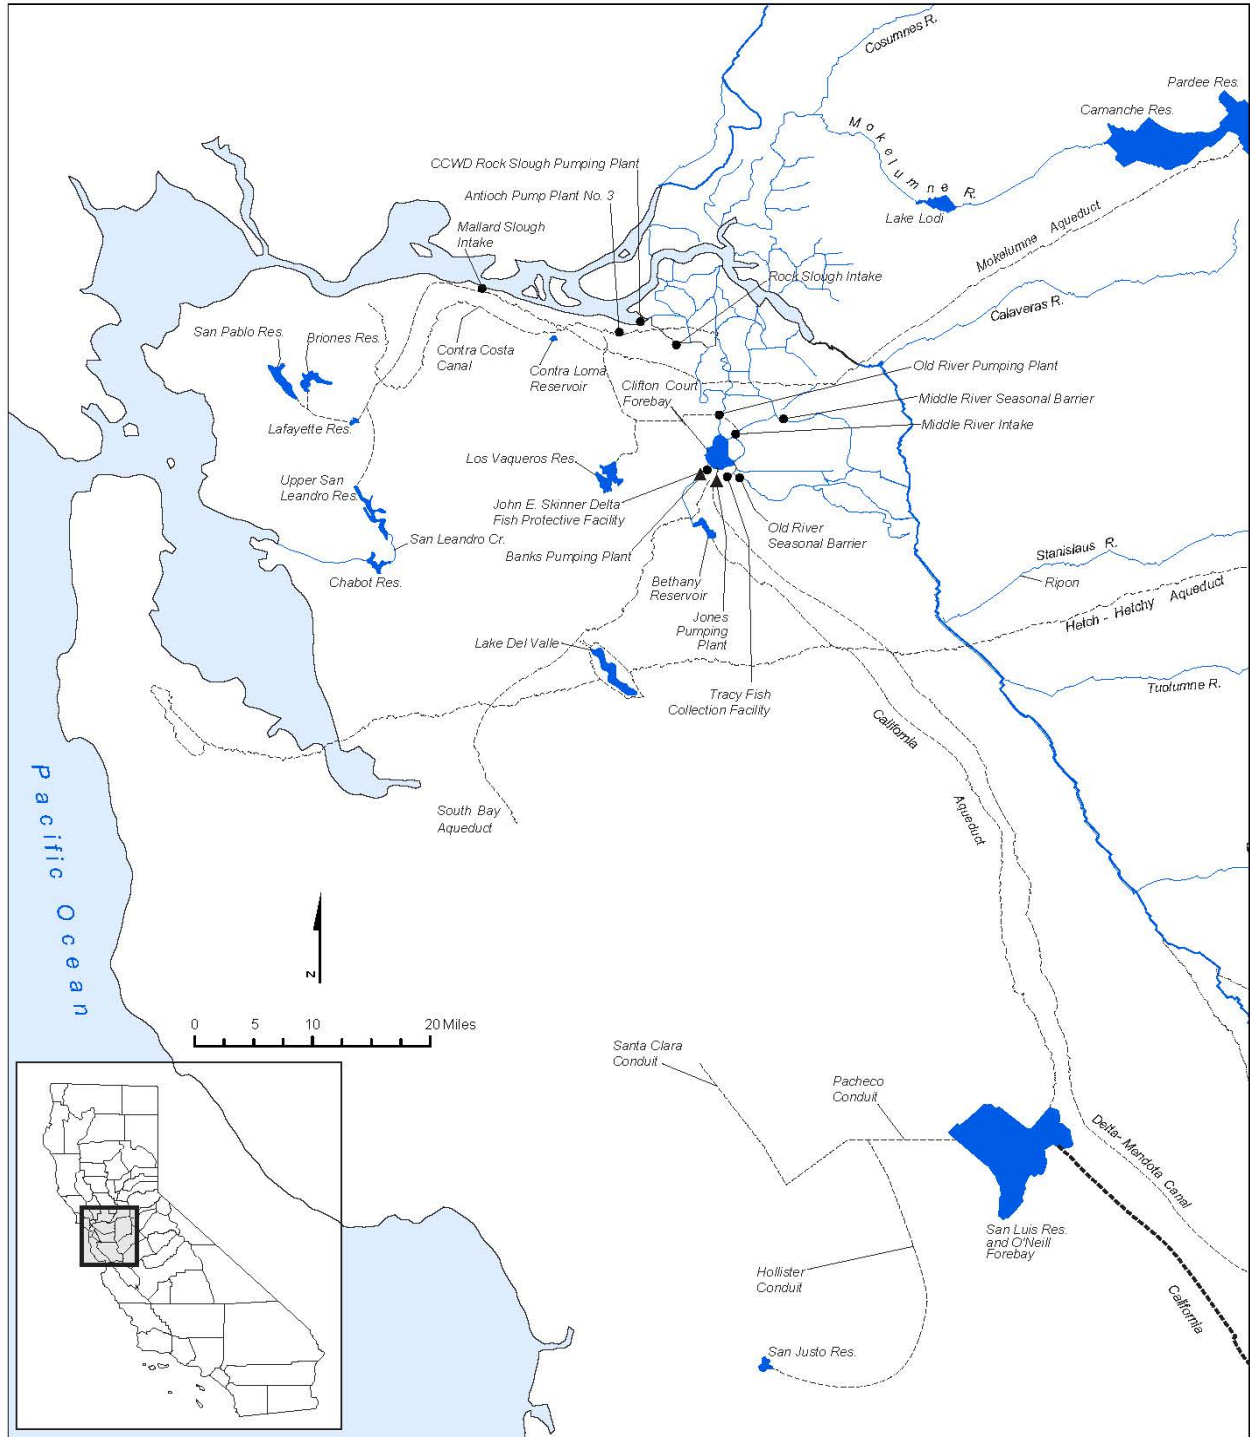 Cosumnes R.
Pardee Res.
Camanche Res.
Mokelumne R.
CCWD Rock Slough Pumping Plant
Antioch Pump Plant No. 3
Lake Lodi
Mallard Slough
Intake
Mokelumne Aqueduct
Rock Slough Intake
Calaveras R.
San Pablo Res.
Briones Res.
Contra Costa
Canal
Contra Loma
Reservoir
Clifton Court
Forebay
Old River Pumping Plant
Middle River Seasonal Barrier
Middle River Intake
Lafayette Res.
Los Vaqueros Res.
Upper San
Leandro Res.
John E. Skinner Delta
Fish Protective Facility
Old River
Seasonal Barrier
San Leandro Cr.
Banks Pumping Plant
Stanislaus R.
Ripon
Chabot Res.
Bethany
Reservoir
Hetch - Hetchy Aqueduct
Jones
Pumping
Plant
Lake Del Valle
Tuolumne R.
Tracy Fish
Collection Facility
California
Aqueduct
Pacific Ocean
South Bay
Aqueduct
N
0 5 10 20 Miles
Santa Clara
Conduit
Pacheco
Conduit
Delta- Mendota Canal
San Luis Res.
and O'Neill
Forebay
Hollister
Conduit
California
San Justo Res.